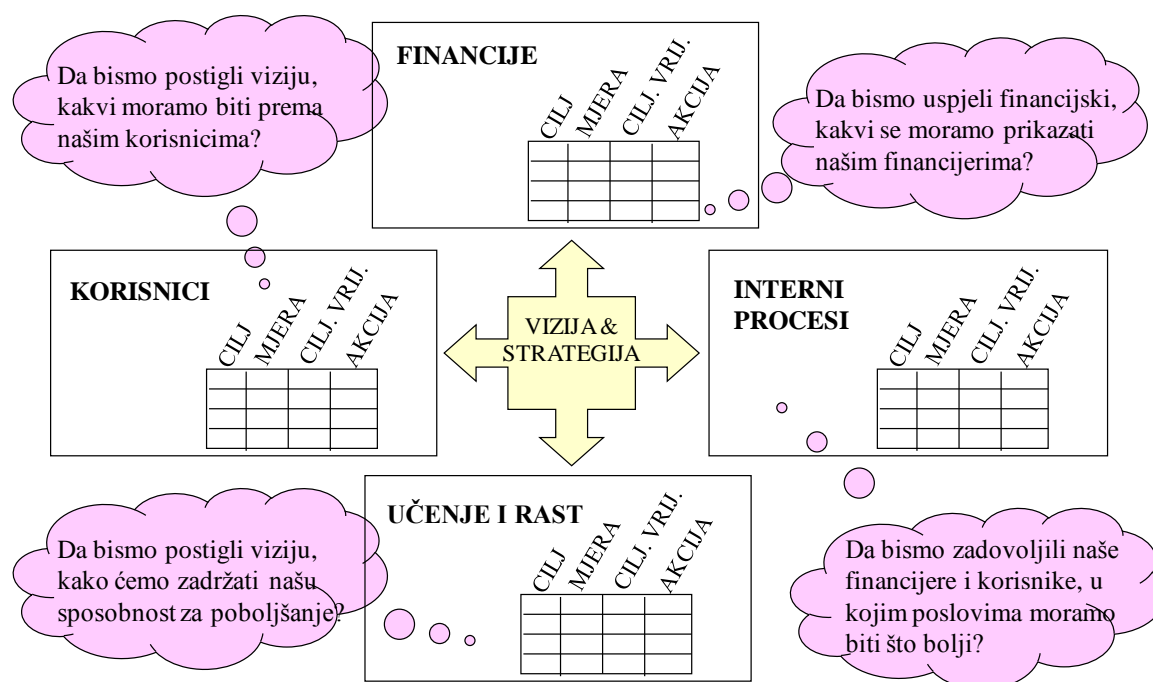 Da bismo postigli viziju,
kakvi moramo biti prema
našim korisnicima?
FINANCIJE
CILJ
MJERA
CILJ. VRIJ.
AKCIJA
Da bismo uspjeli financijski,
kakvi se moramo prikazati
našim financijerima?
KORISNICI
CILJ
MJERA
CILJ. VRIJ.
AKCIJA
VIZIJA &
STRATEGIJA
INTERNI
PROCESI
CILJ
MJERA
CILJ. VRIJ.
AKCIJA
Da bismo postigli viziju,
kako ćemo zadržati našu
sposobnost za poboljšanje?
UČENJE I RAST
CILJ
MJERA
CILJ. VRIJ.
AKCIJA
Da bismo zadovoljili naše
financijere i korisnike, u
kojim poslovima moramo
biti što bolji?